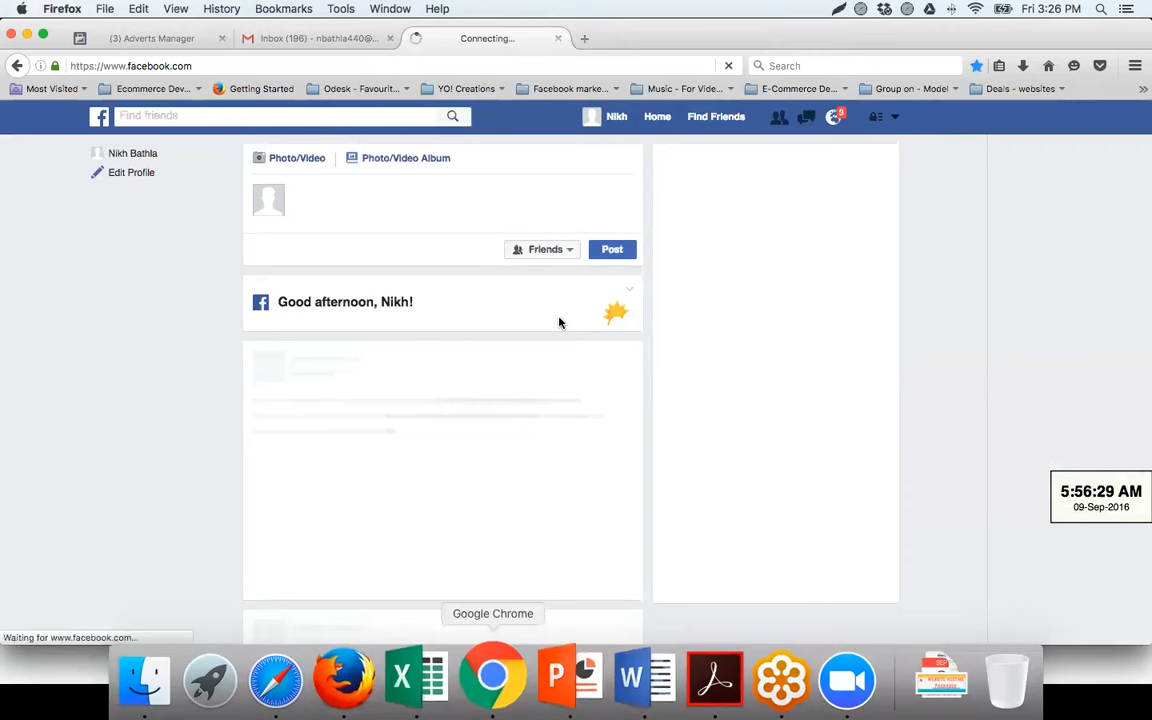 Firefox File Edit View History Bookmarks Tools Window Help Fri 3:26 PM
(3) Adverts Manager Inbox (196) - nbathla440@... Connecting...
https://www.facebook.com Search
Most Visited Ecommerce Dev... Getting Started Odesk - Favourit... YO! Creations Facebook marke... Music - For Vide... E-Commerce De... Group on - Model Deals - websites
Find friends Nikh Home Find Friends 3
Nikh Bathla
Edit Profile
Photo/Video Photo/Video Album
Friends Post
Good afternoon, Nikh!
5:56:29 AM
09-Sep-2016
Google Chrome
Waiting for www.facebook.com...